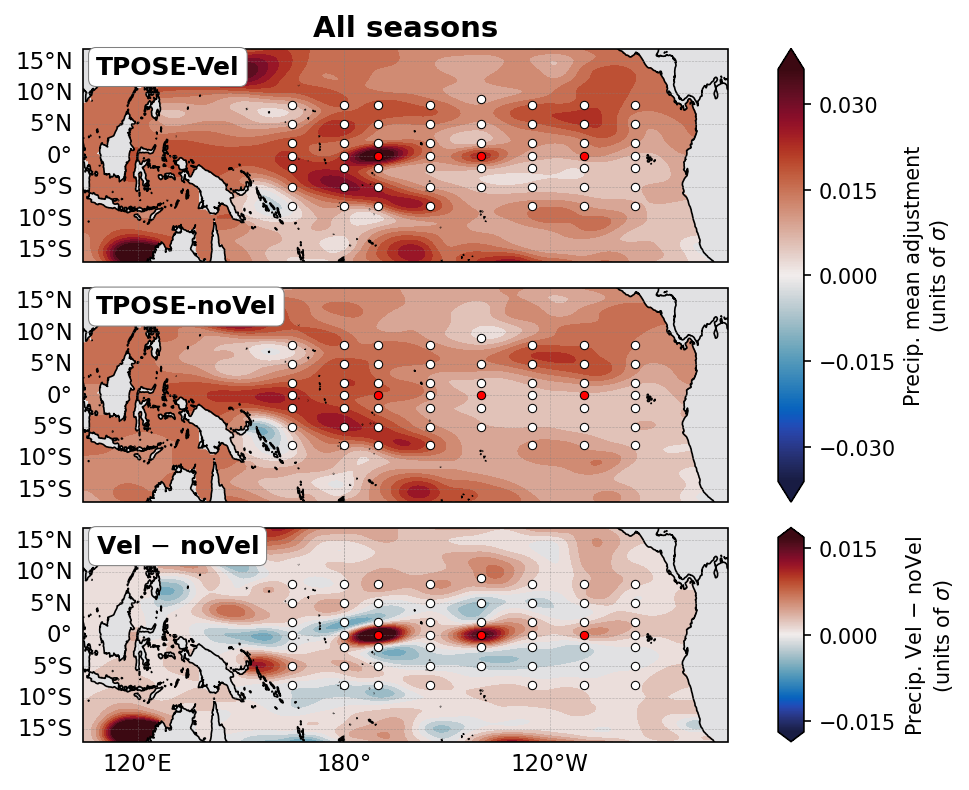 All seasons
TPOSE-Vel
15°N
10°N
5°N
0°
5°S
10°S
15°S
TPOSE-noVel
15°N
10°N
5°N
0°
5°S
10°S
15°S
Vel − noVel
15°N
10°N
5°N
0°
5°S
10°S
15°S
120°E
180°
120°W
0.030
0.015
0.000
−0.015
−0.030
Precip. mean adjustment
(units of σ)
0.015
0.000
−0.015
Precip. Vel − noVel
(units of σ)